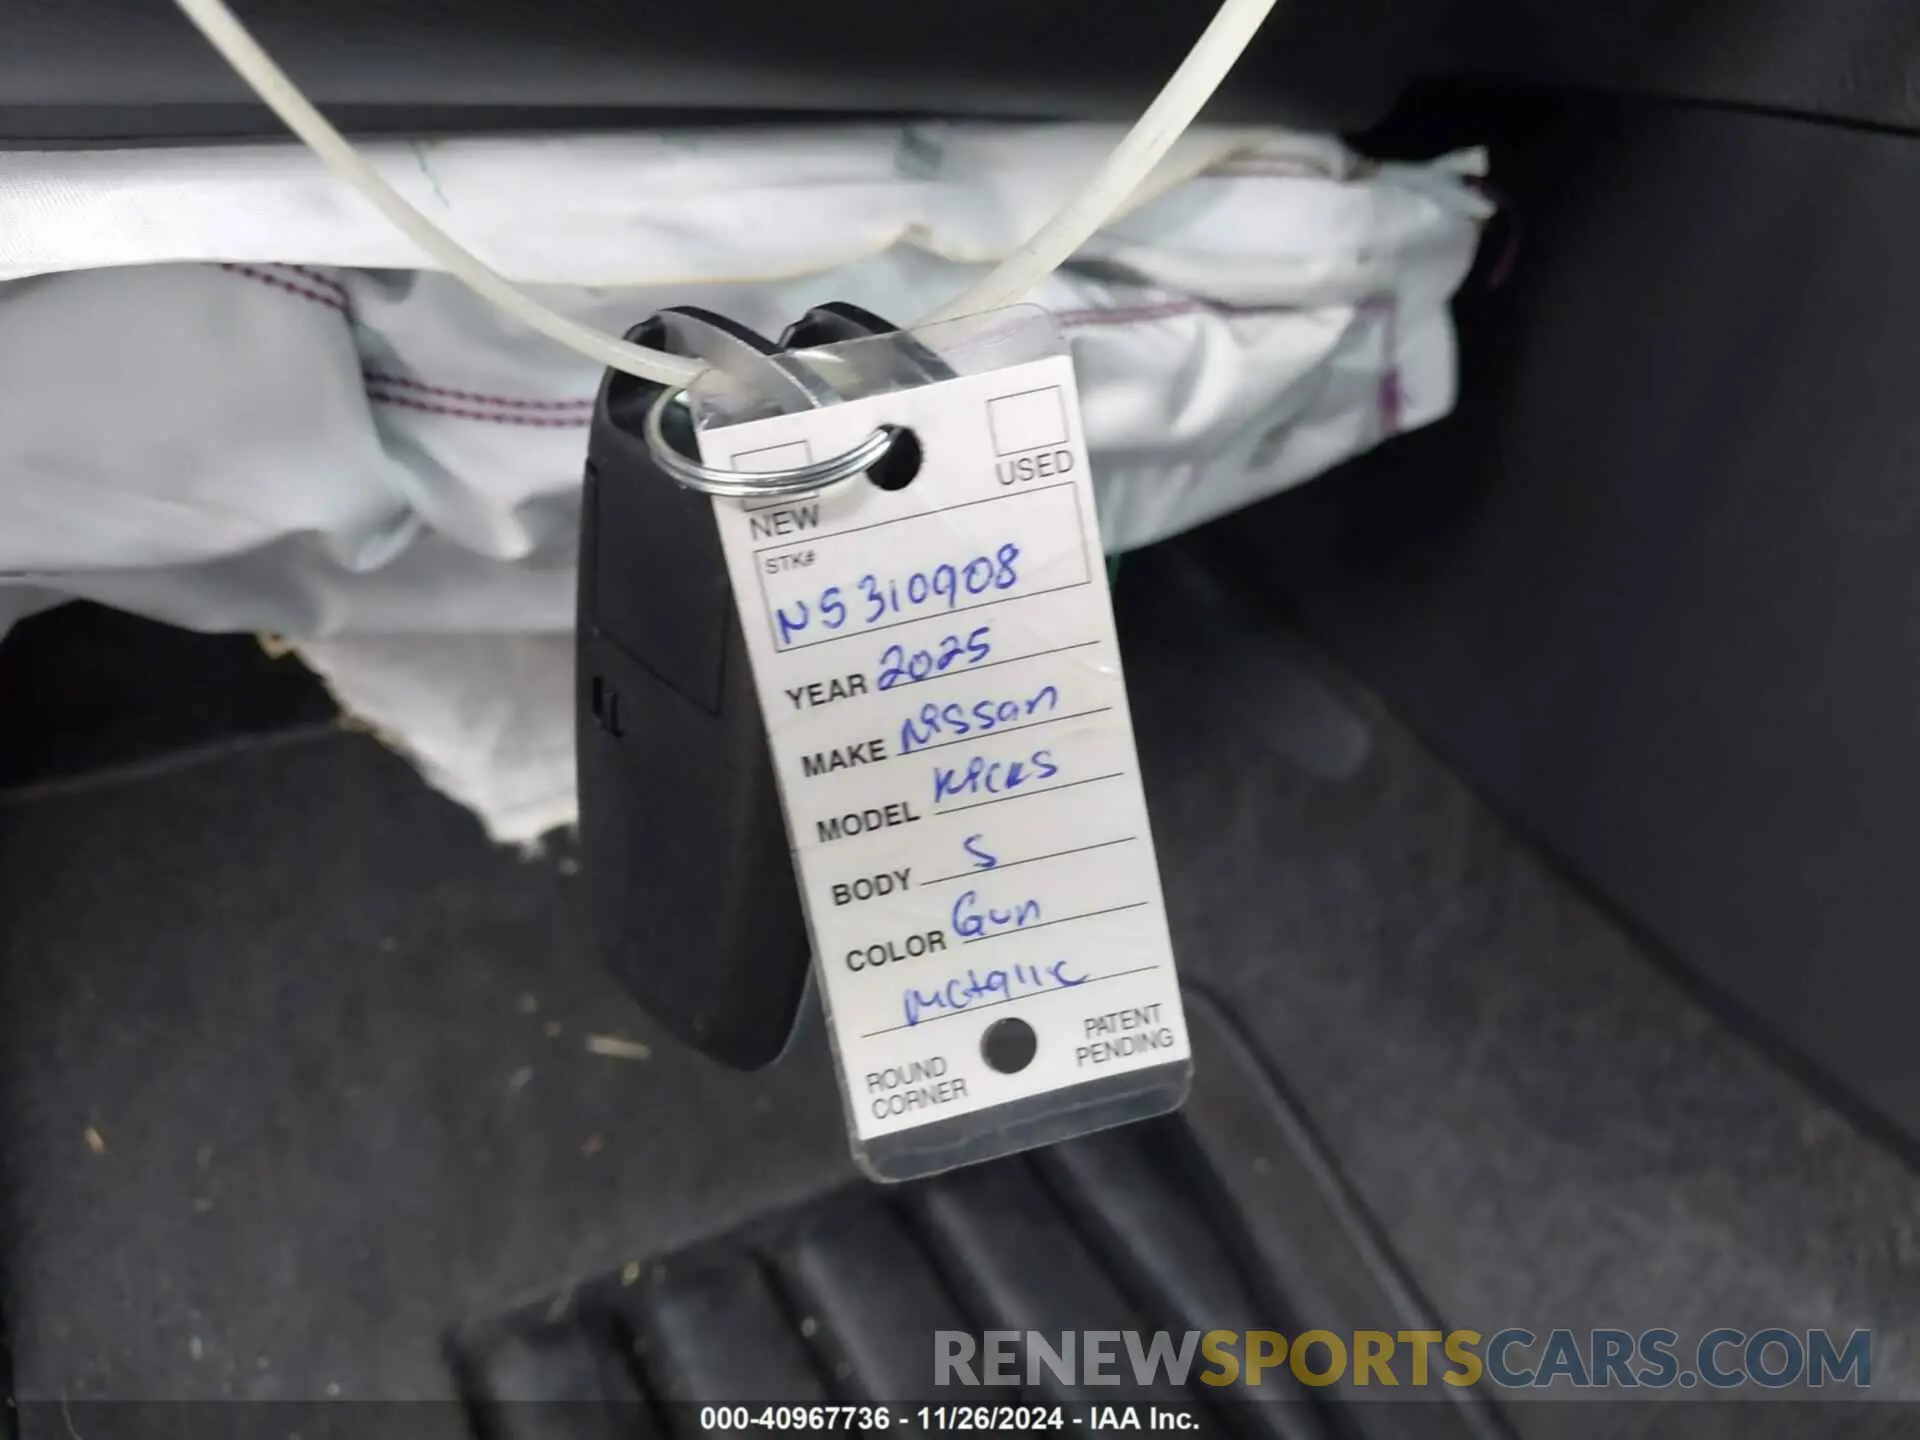 NEW
USED
STK#
NS310908
YEAR 2025
MAKE Nissan
MODEL Kicks
BODY S
COLOR Gun
metallic
ROUND
CORNER
PATENT
PENDING
RENEWSPORTSCARS.COM
000-40967736 - 11/26/2024 - IAA Inc.